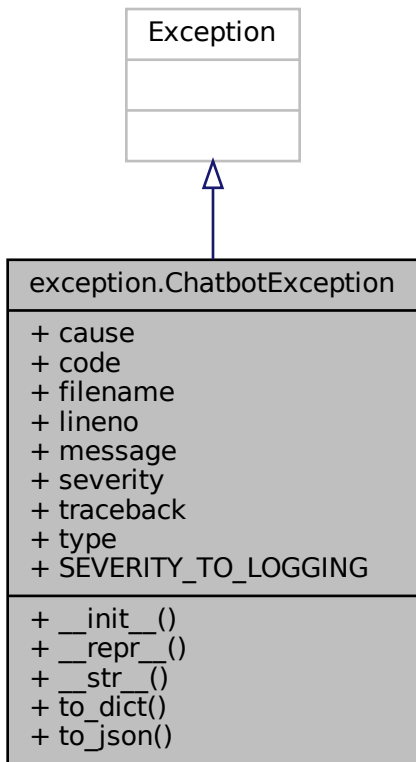 Exception
exception.ChatbotException
+ cause
+ code
+ filename
+ lineno
+ message
+ severity
+ traceback
+ type
+ SEVERITY_TO_LOGGING
+ __init__()
+ __repr__()
+ __str__()
+ to_dict()
+ to_json()